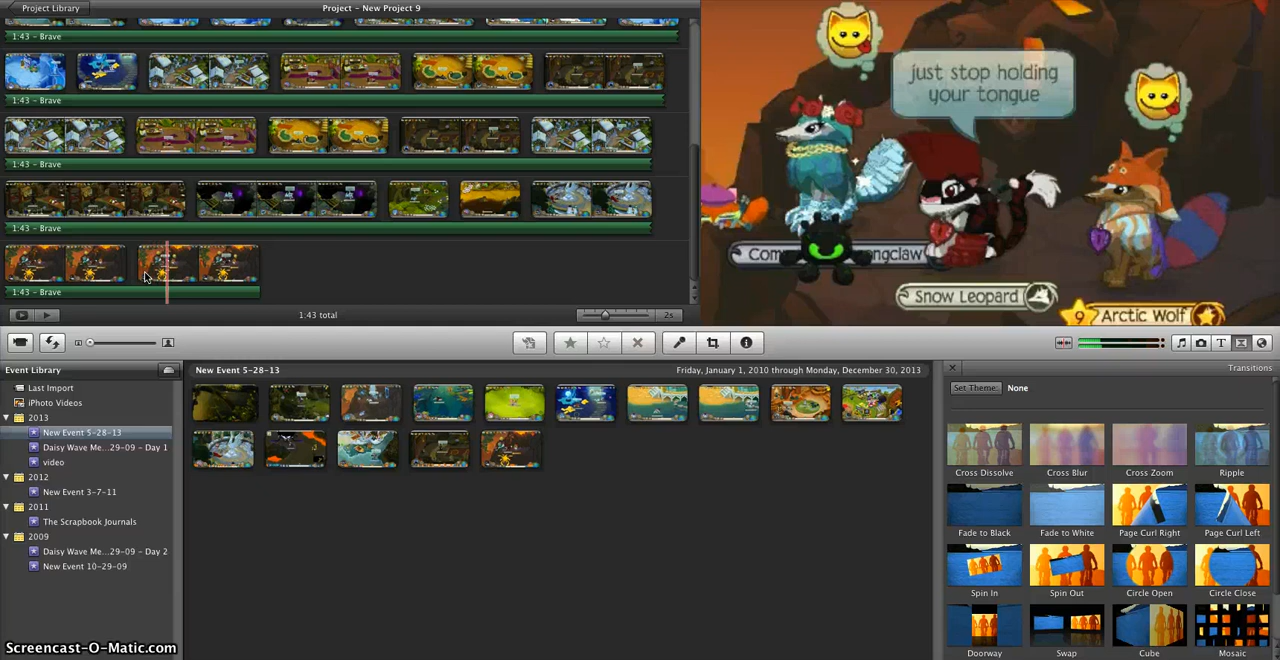 Project Library
Project - New Project 9
1:43 - Brave
1:43 - Brave
1:43 - Brave
1:43 - Brave
1:43 - Brave
1:43 total
2s
just stop holding
your tongue
Com
ngclaw
Snow Leopard
9 Arctic Wolf
Event Library
New Event 5-28-13
Friday, January 1, 2010 through Monday, December 30, 2013
Transitions
Last Import
iPhoto Videos
2013
New Event 5-28-13
Daisy Wave Me...29-09 - Day 1
video
2012
New Event 3-7-11
2011
The Scrapbook Journals
2009
Daisy Wave Me...29-09 - Day 2
New Event 10-29-09
Set Theme: None
Cross Dissolve
Cross Blur
Cross Zoom
Ripple
Fade to Black
Fade to White
Page Curl Right
Page Curl Left
Spin In
Spin Out
Circle Open
Circle Close
Doorway
Swap
Cube
Mosaic
Screencast-O-Matic.com